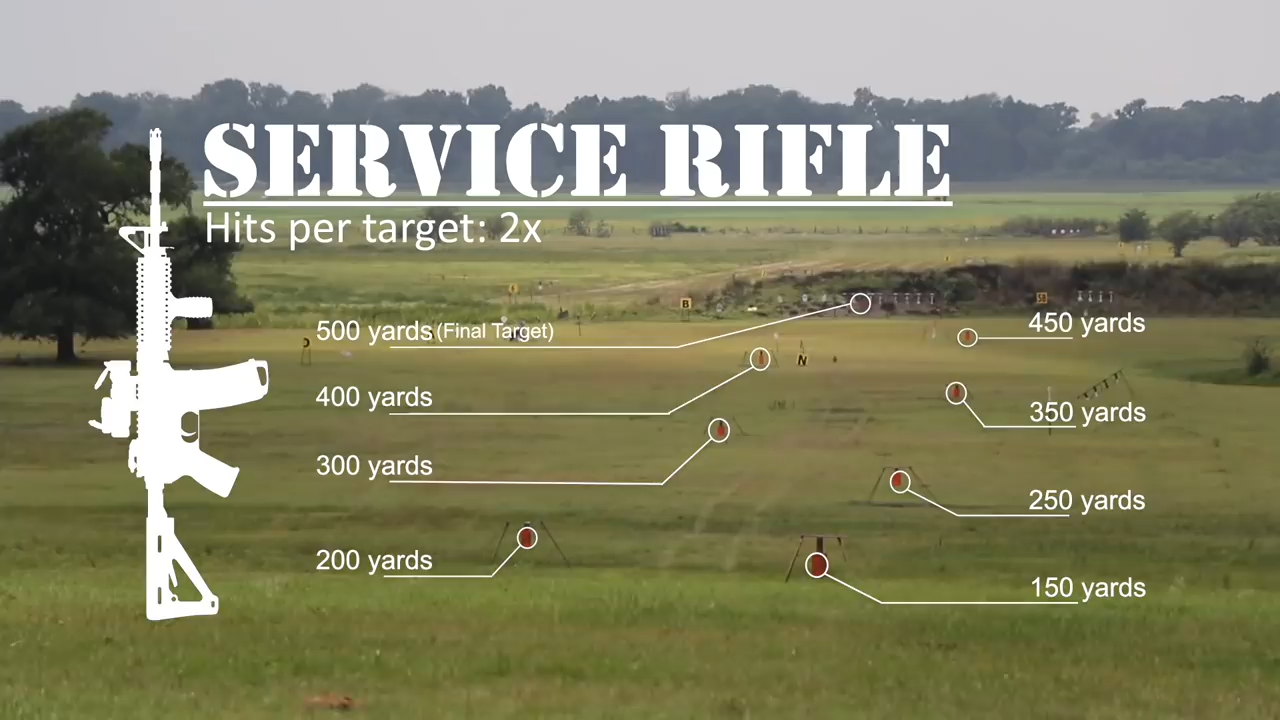 SERVICE RIFLE
Hits per target: 2x
B
500 yards (Final Target)
450 yards
N
400 yards
350 yards
300 yards
250 yards
200 yards
150 yards